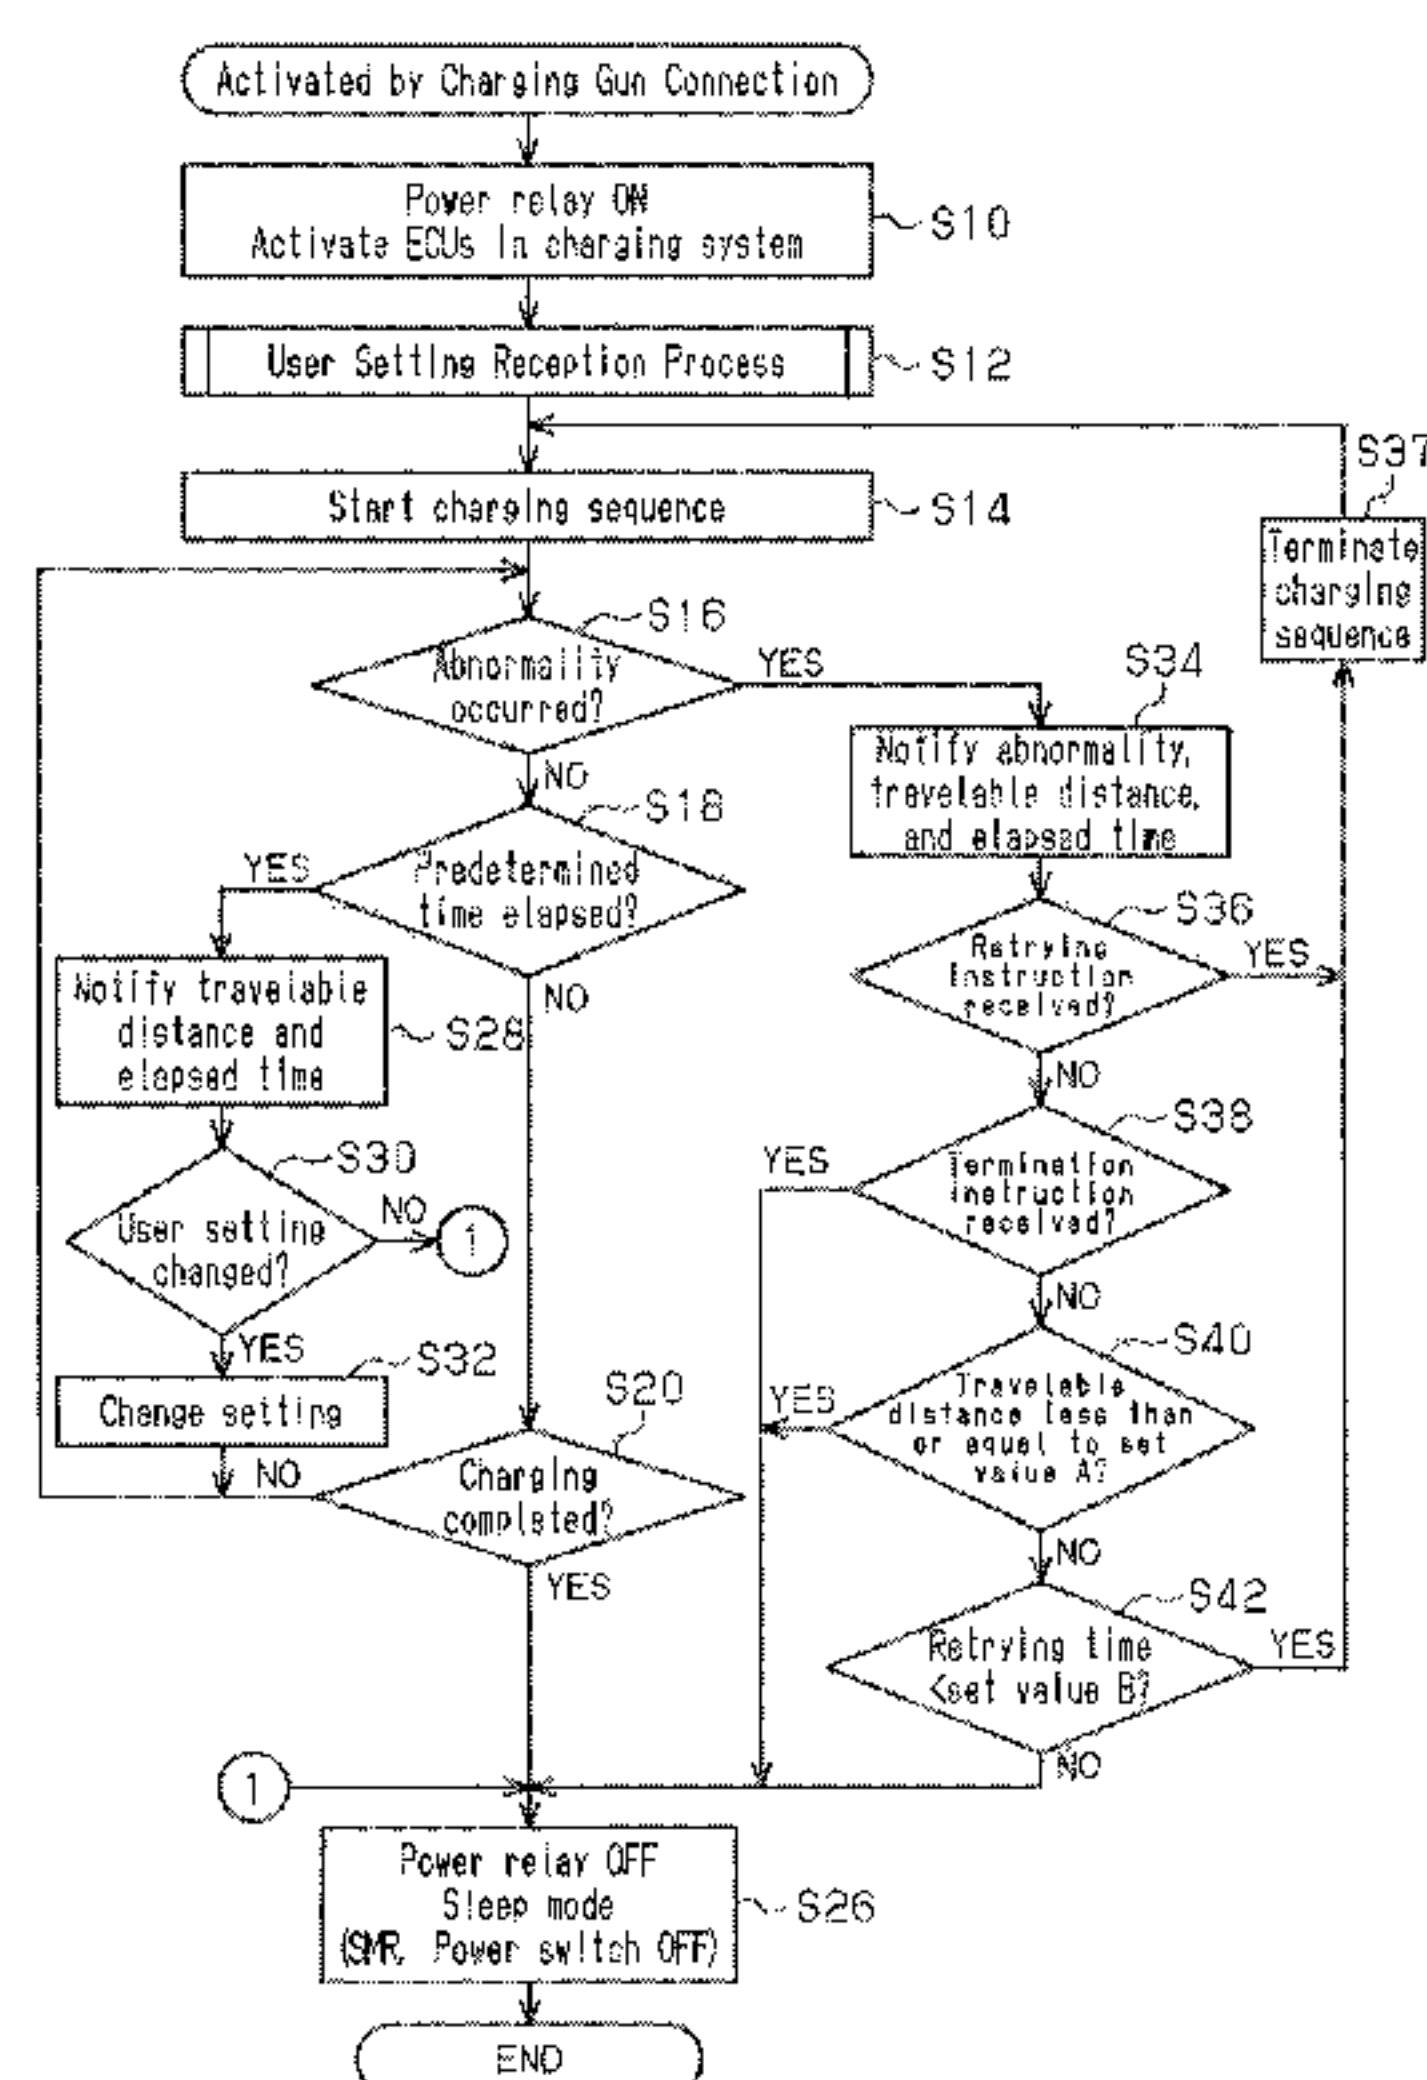 Activated by Charging Gun Connection
Power relay ON
Activate ECUs in charging system
S10
User Setting Reception Process
S12
S37
Start charging sequence
S14
Terminate
charging
sequence
S16
Abnormality
occurred?
YES
S34
NO
Notify abnormality,
travelable distance,
and elapsed time
S18
YES
Predetermined
time elapsed?
S36
Retrying
instruction
received?
YES
NO
Notify travelable
distance and
elapsed time
S28
NO
S38
S30
YES
Termination
instruction
received?
NO
User setting
changed?
1
NO
YES
S32
S40
S20
YES
Travelable
distance less than
or equal to set
value A?
Change setting
NO
Charging
completed?
NO
YES
S42
Retrying time
<set value B?
YES
NO
1
Power relay OFF
Sleep mode
(SMR, Power switch OFF)
S26
END